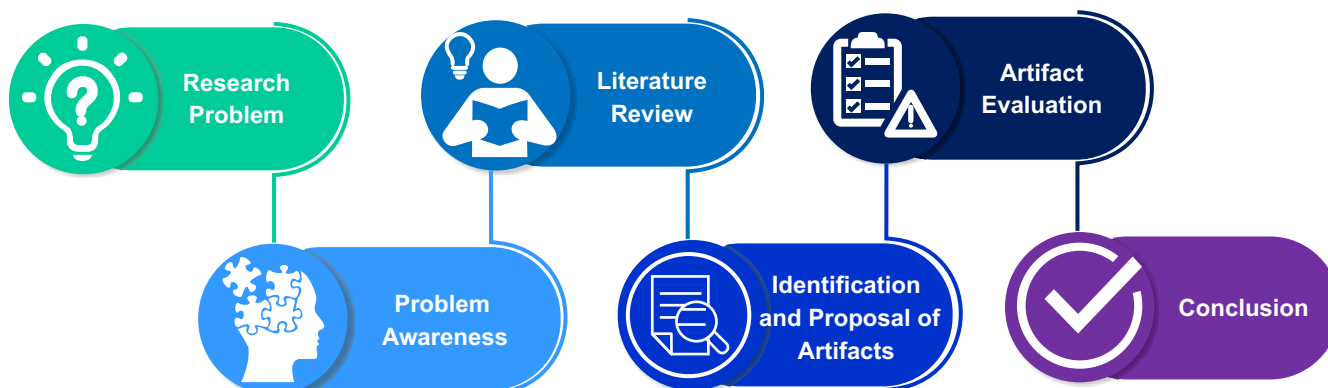 Research
Problem
Problem
Awareness
Literature
Review
Identification
and Proposal of
Artifacts
Artifact
Evaluation
Conclusion